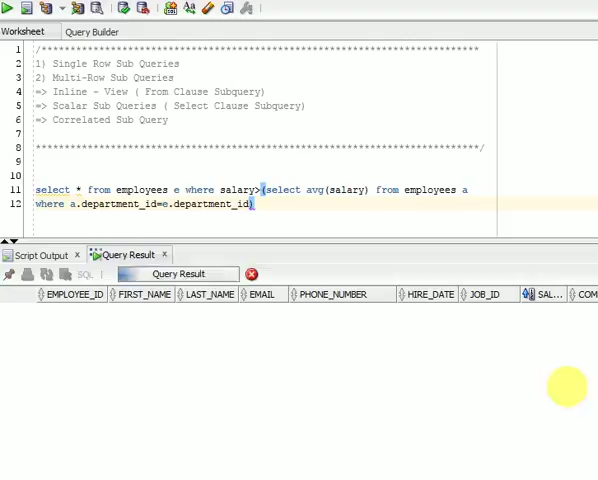 SQL
Worksheet Query Builder
1 /********************************************************************************
2 1) Single Row Sub Queries
3 2) Multi-Row Sub Queries
4 => Inline - View ( From Clause Subquery)
5 => Scalar Sub Queries ( Select Clause Subquery)
6 => Correlated Sub Query
7
8 *********************************************************************************/
9
10
11 select * from employees e where salary>(select avg(salary) from employees a
12 where a.department_id=e.department_id)
Script Output x Query Result x
SQL Query Result
EMPLOYEE_ID FIRST_NAME LAST_NAME EMAIL PHONE_NUMBER HIRE_DATE JOB_ID SAL... COM